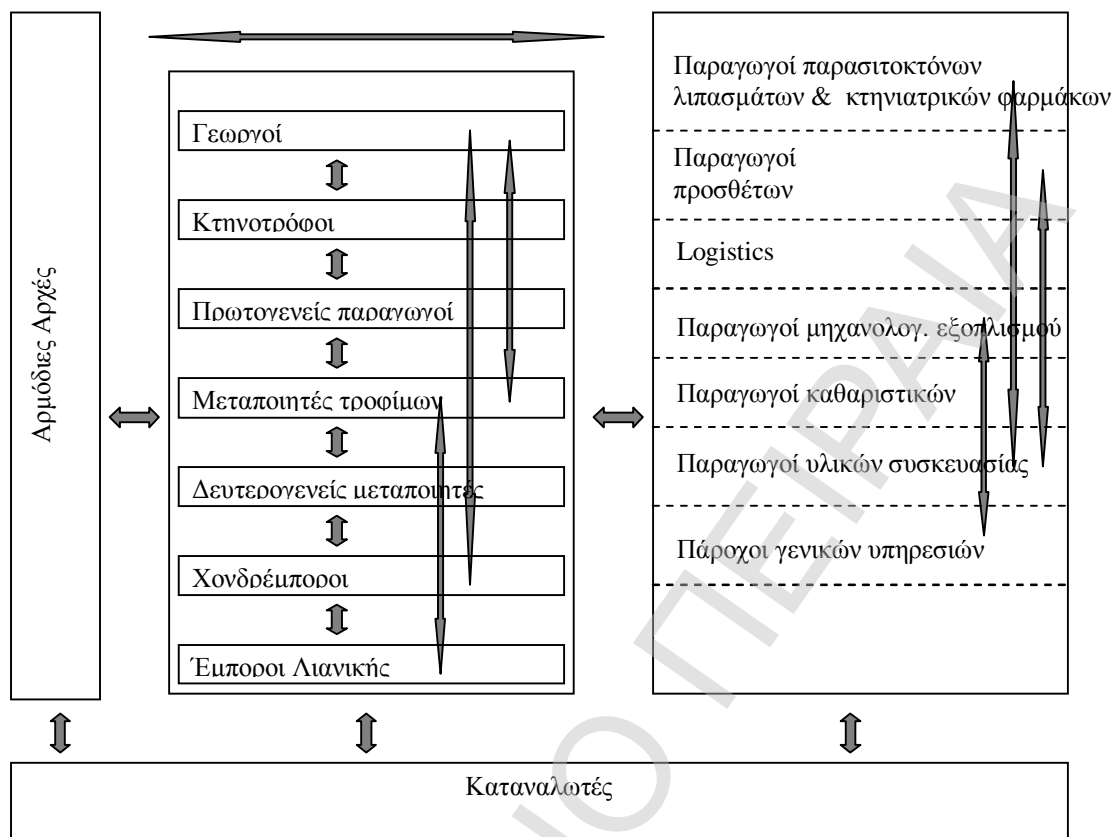 Αρμόδιες Αρχές
Γεωργοί
Κτηνοτρόφοι
Πρωτογενείς παραγωγοί
Μεταποιητές τροφίμων
Δευτερογενείς μεταποιητές
Χονδρέμποροι
Έμποροι Λιανικής
Παραγωγοί παρασιτοκτόνων
λιπασμάτων & κτηνιατρικών φαρμάκων
Παραγωγοί
προσθέτων
Logistics
Παραγωγοί μηχανολογ. εξοπλισμού
Παραγωγοί καθαριστικών
Παραγωγοί υλικών συσκευασίας
Πάροχοι γενικών υπηρεσιών
Καταναλωτές
ΠΕΙΡΑΙΑ